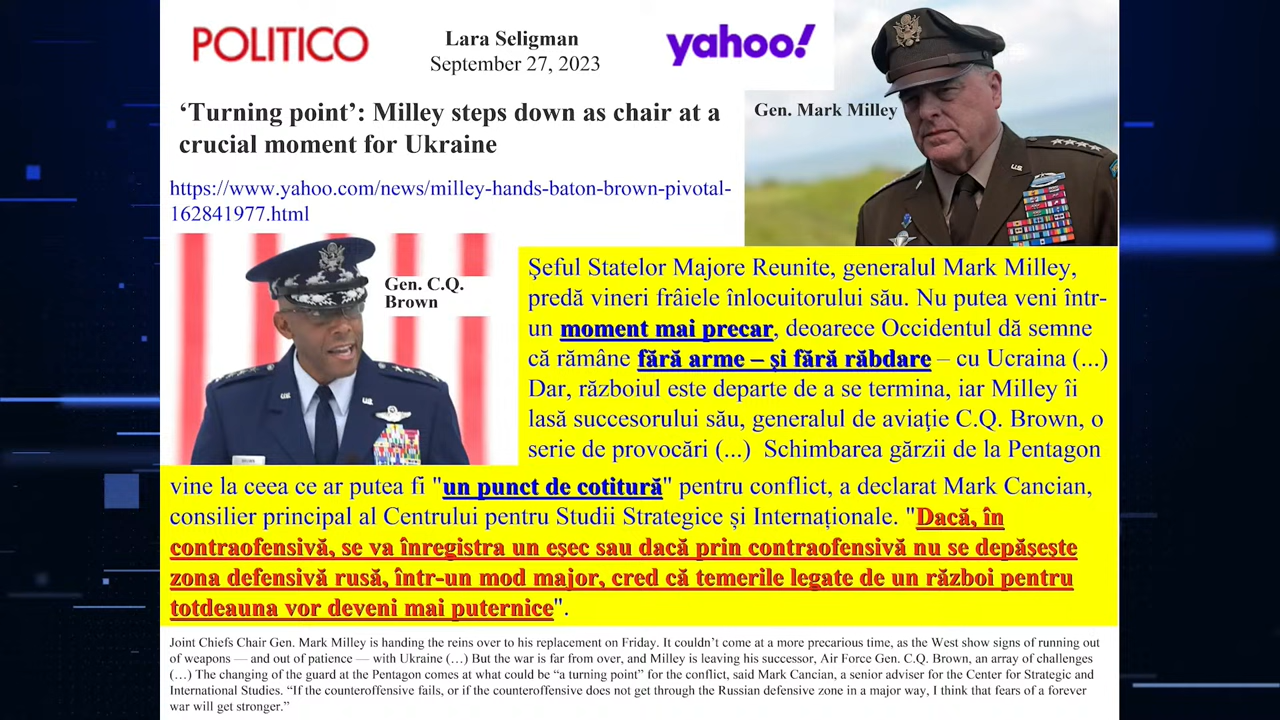 POLITICO
Lara Seligman
September 27, 2023
yahoo!
‘Turning point’: Milley steps down as chair at a
crucial moment for Ukraine
Gen. Mark Milley
https://www.yahoo.com/news/milley-hands-baton-brown-pivotal-
162841977.html
Gen. C.Q.
Brown
Şeful Statelor Majore Reunite, generalul Mark Milley,
predă vineri frâiele înlocuitorului său. Nu putea veni într-
un moment mai precar, deoarece Occidentul dă semne
că rămâne fără arme – și fără răbdare – cu Ucraina (...)
Dar, războiul este departe de a se termina, iar Milley îi
lasă succesorului său, generalul de aviaţie C.Q. Brown, o
serie de provocări (...) Schimbarea gărzii de la Pentagon
vine la ceea ce ar putea fi "un punct de cotitură" pentru conflict, a declarat Mark Cancian,
consilier principal al Centrului pentru Studii Strategice și Internaționale. "Dacă, în
contraofensivă, se va înregistra un eșec sau dacă prin contraofensivă nu se depășește
zona defensivă rusă, într-un mod major, cred că temerile legate de un război pentru
totdeauna vor deveni mai puternice".
Joint Chiefs Chair Gen. Mark Milley is handing the reins over to his replacement on Friday. It couldn’t come at a more precarious time, as the West show signs of running out
of weapons — and out of patience — with Ukraine (…) But the war is far from over, and Milley is leaving his successor, Air Force Gen. C.Q. Brown, an array of challenges
(…) The changing of the guard at the Pentagon comes at what could be “a turning point” for the conflict, said Mark Cancian, a senior adviser for the Center for Strategic and
International Studies. “If the counteroffensive fails, or if the counteroffensive does not get through the Russian defensive zone in a major way, I think that fears of a forever
war will get stronger.”